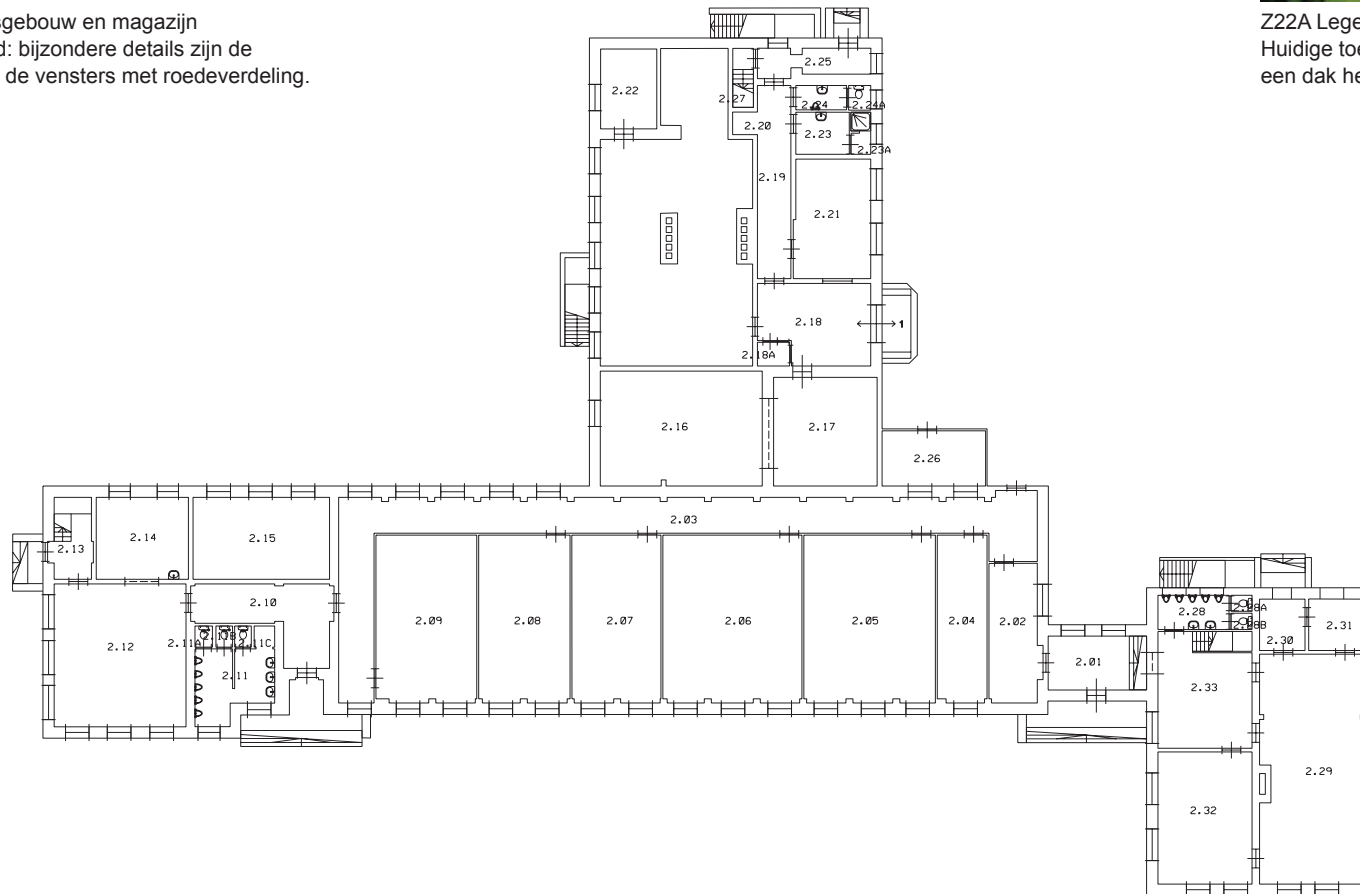 sgebouw en magazijn
d: bijzondere details zijn de
de vensters met roedeverdeling.
Z22A Lege
Huidige toe
een dak he
2.25
2.22
2.27
2.24
2.24A
2.20
2.23
2.23A
2.19
2.21
2.18
1
2.18A
2.16
2.17
2.26
2.03
2.13
2.14
2.15
2.10
2.12
2.11A
2.11B
2.11C
2.11
2.09
2.08
2.07
2.06
2.05
2.04
2.02
2.01
2.28
2.28A
2.28B
2.30
2.31
2.33
2.29
2.32